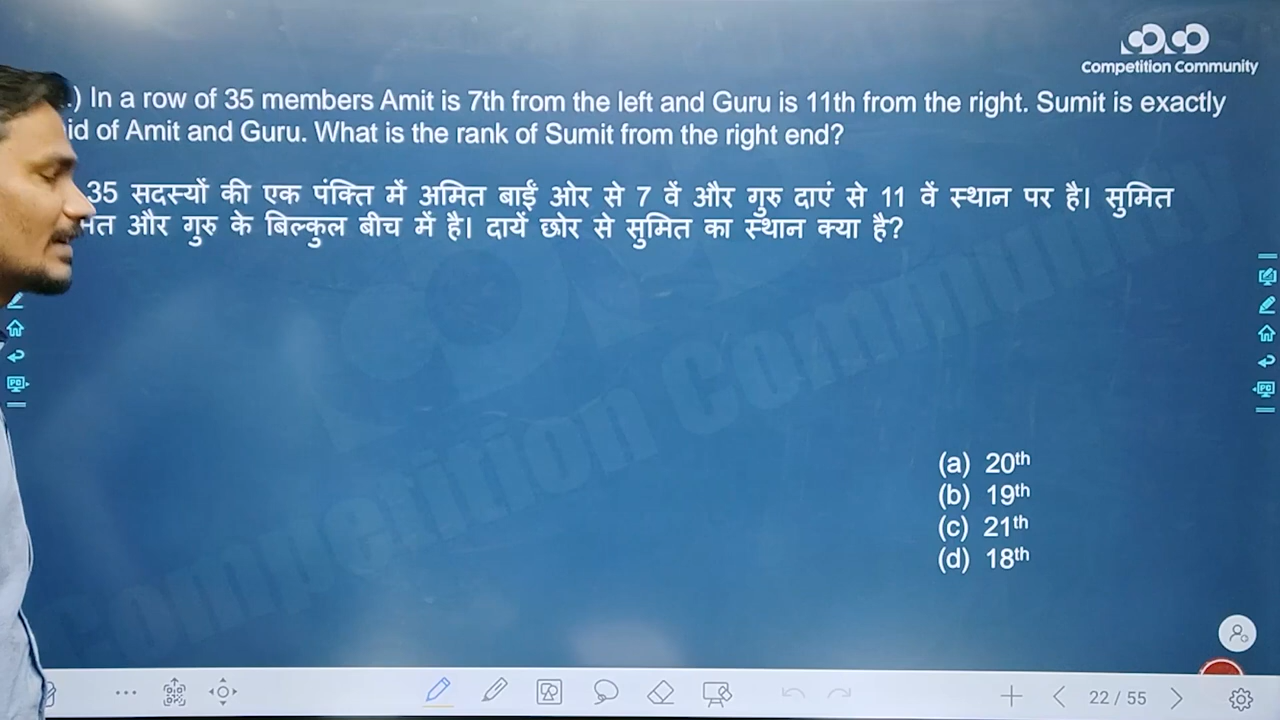 Competition Community
.) In a row of 35 members Amit is 7th from the left and Guru is 11th from the right. Sumit is exactly
id of Amit and Guru. What is the rank of Sumit from the right end?
35 सदस्यों की एक पंक्ति में अमित बाईं ओर से 7 वें और गुरु दाएं से 11 वें स्थान पर है। सुमित
और गुरु के बिल्कुल बीच में है। दायें छोर से सुमित का स्थान क्या है?
Competition Community
(a) 20th
(b) 19th
(c) 21th
(d) 18th
22 / 55